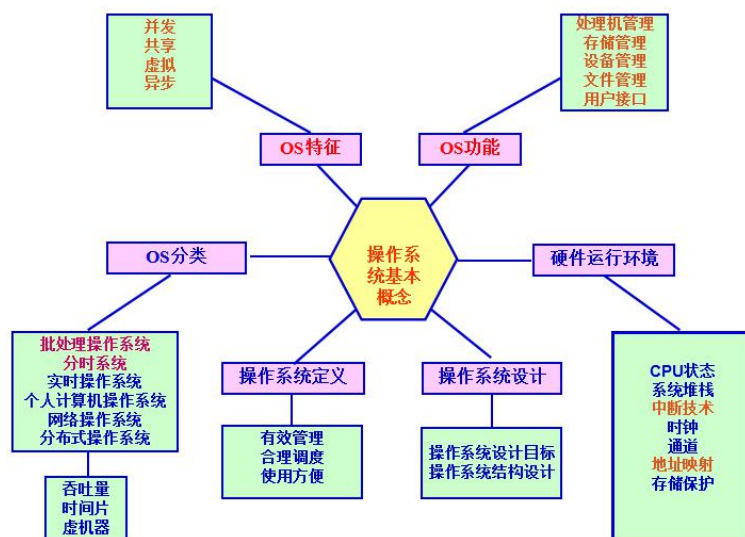 并发
共享
虚拟
异步
处理机管理
存储管理
设备管理
文件管理
用户接口
OS特征
OS功能
OS分类
操作系
统基本
概念
硬件运行环境
批处理操作系统
分时系统
实时操作系统
个人计算机操作系统
网络操作系统
分布式操作系统
操作系统定义
操作系统设计
有效管理
合理调度
使用方便
操作系统设计目标
操作系统结构设计
CPU状态
系统堆栈
中断技术
时钟
通道
地址映射
存储保护
吞吐量
时间片
虚机器